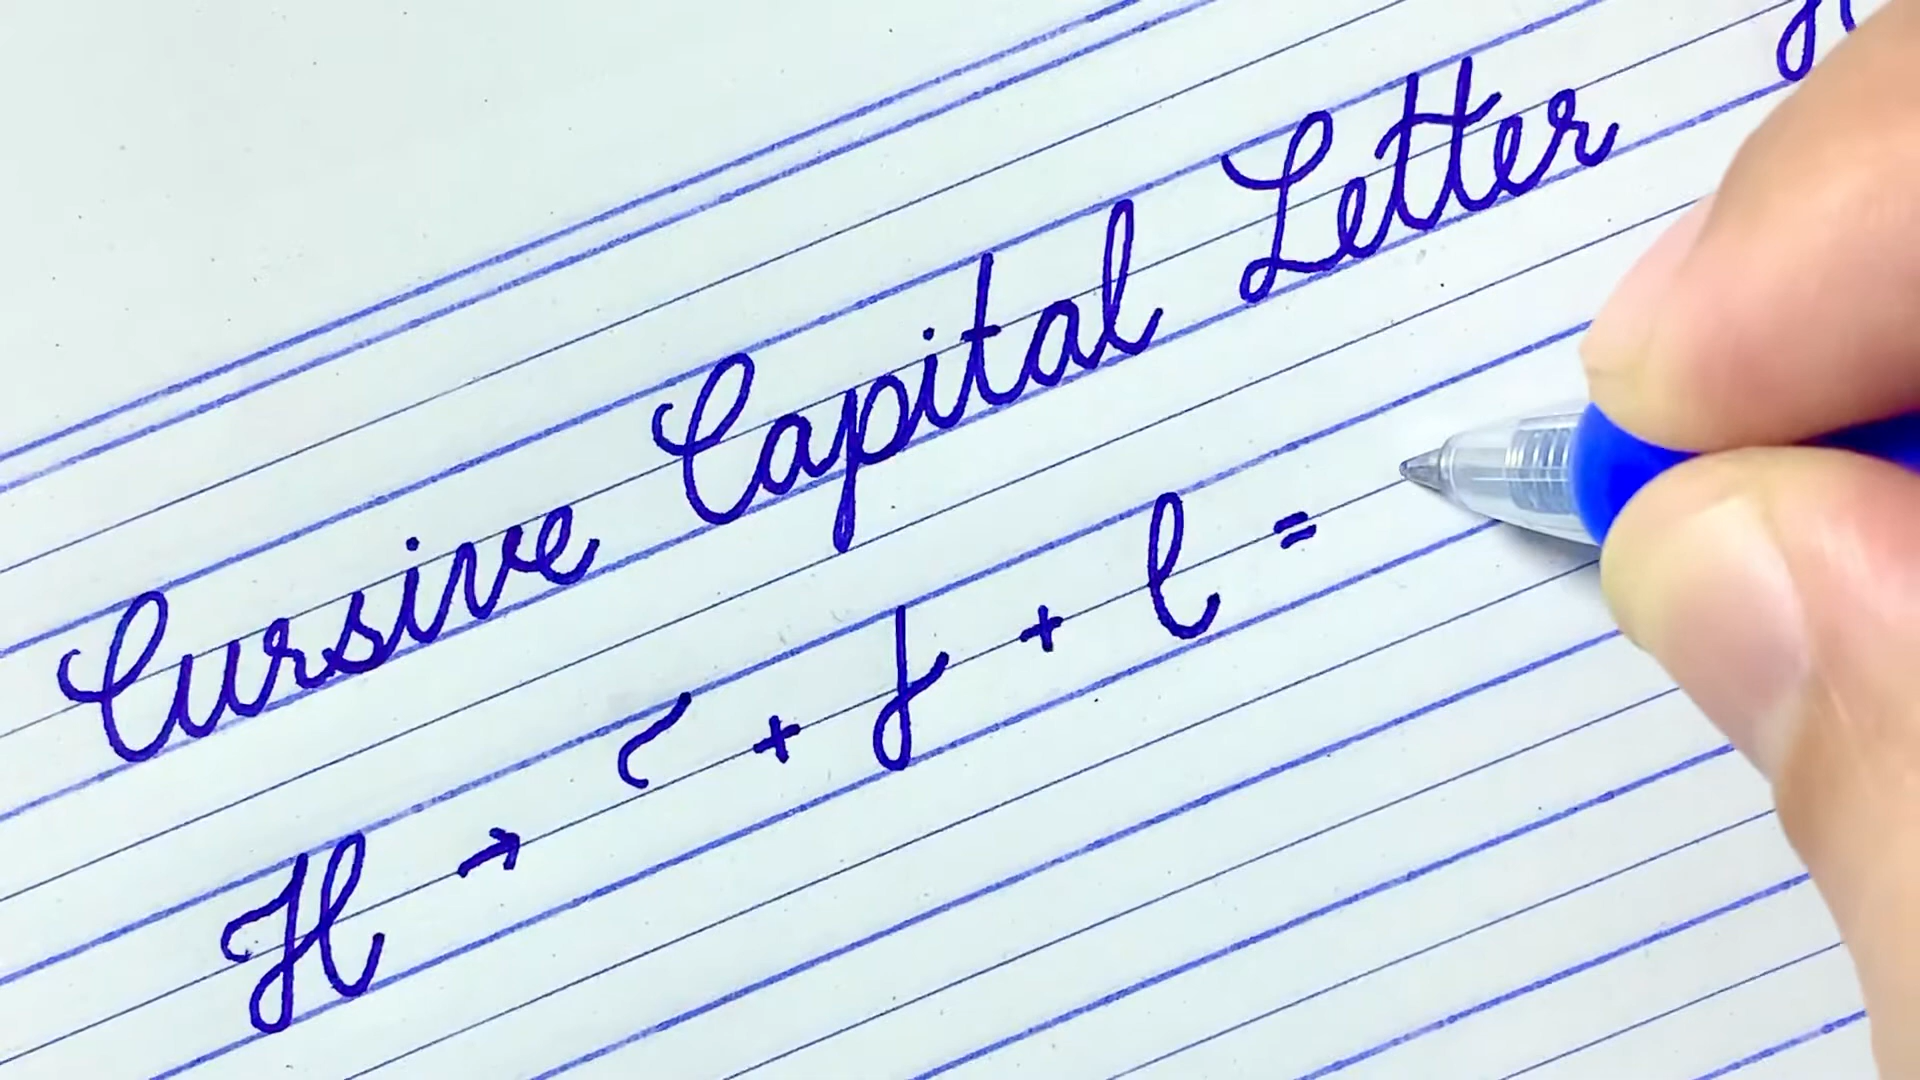 Cursive Capital Letter
H → + + =